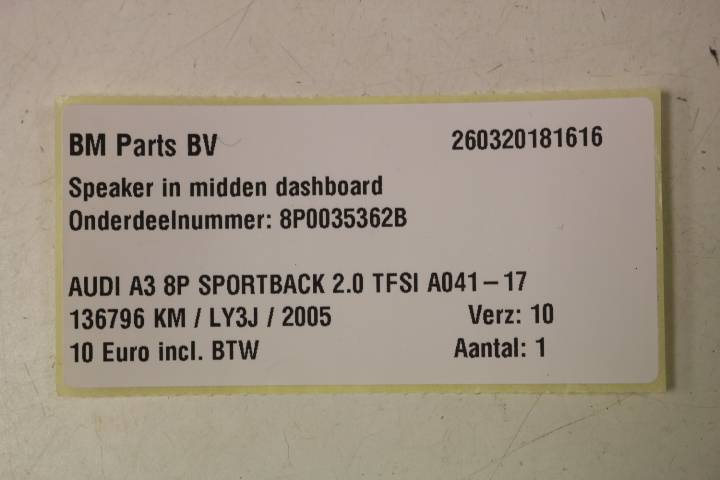 BM Parts BV 260320181616
Speaker in midden dashboard
Onderdeelnummer: 8P0035362B
AUDI A3 8P SPORTBACK 2.0 TFSI A041-17
136796 KM / LY3J / 2005 Verz: 10
10 Euro incl. BTW Aantal: 1